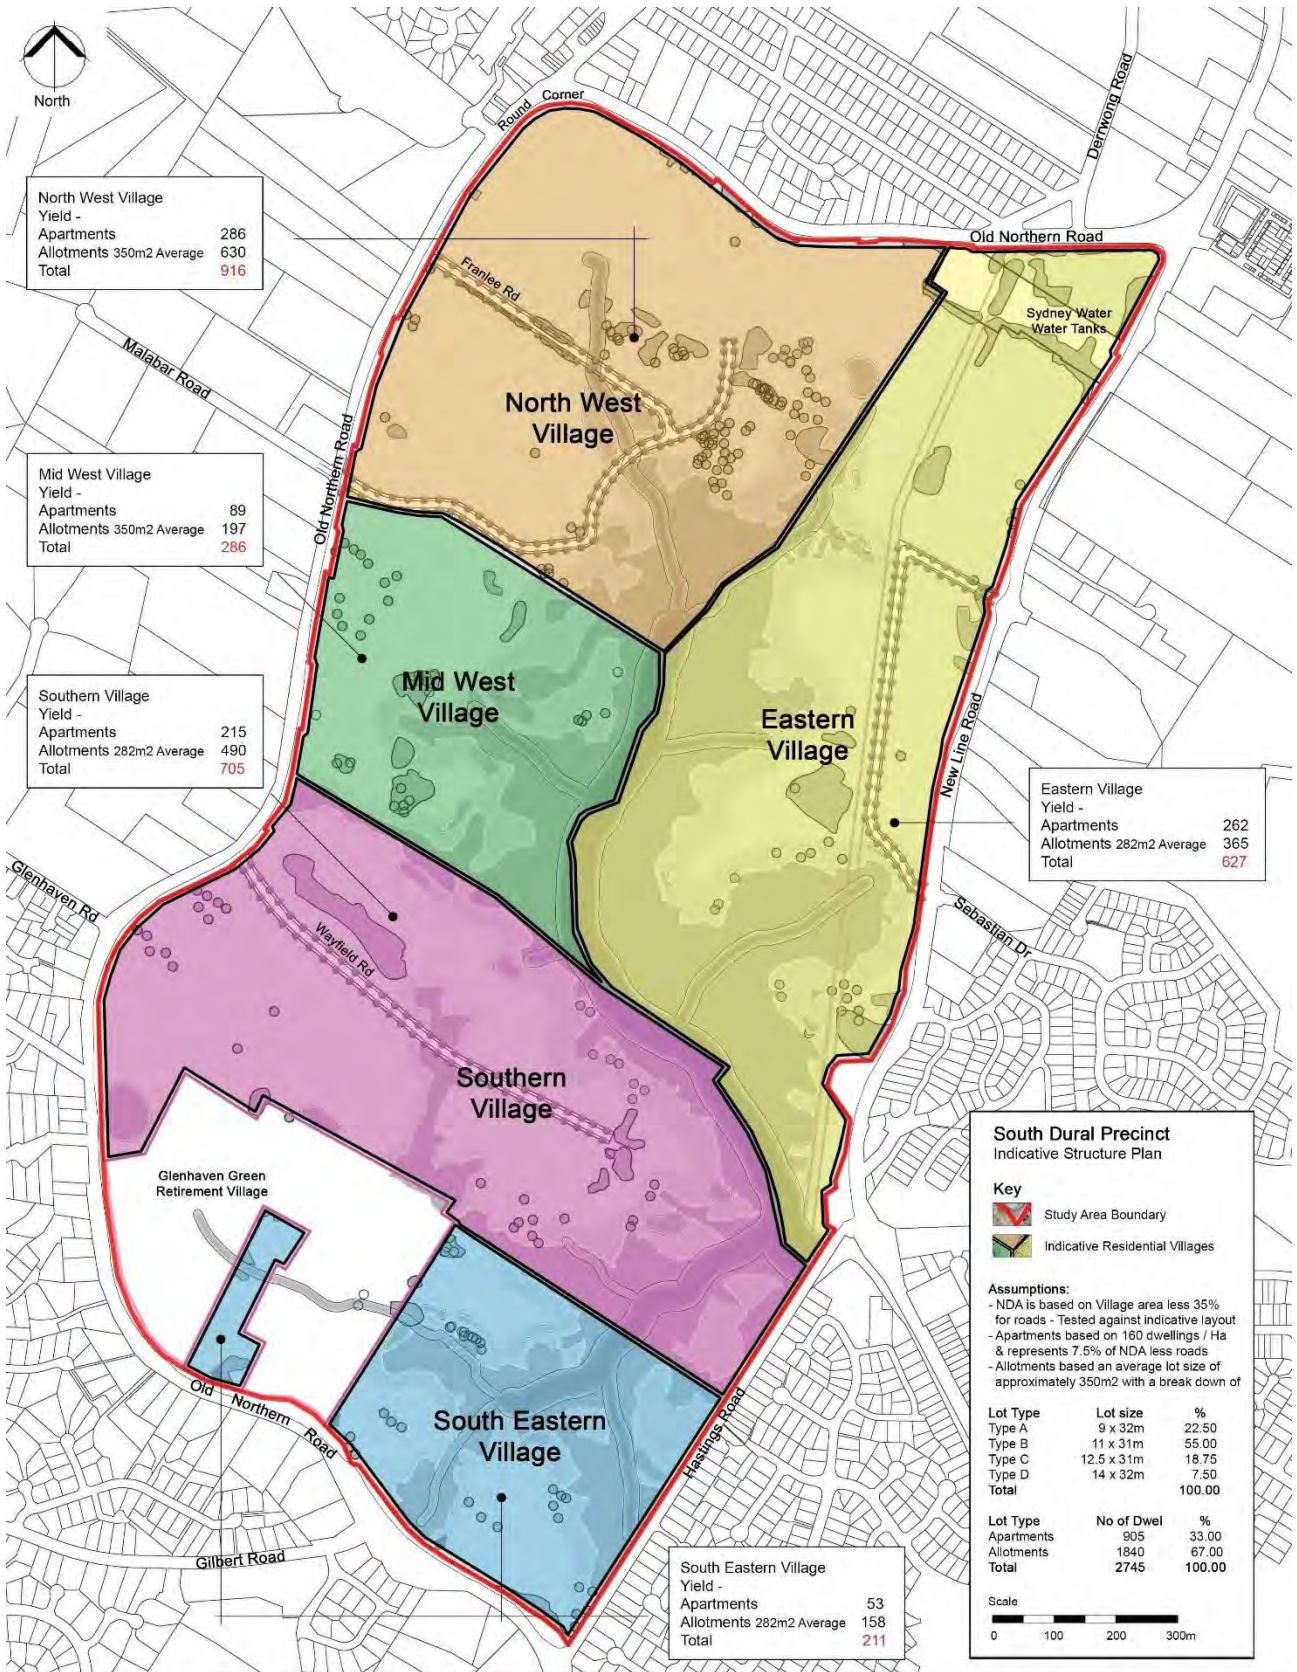 North
Round Corner
Derrwong Road
Old Northern Road
North West Village
Yield -
Apartments 286
Allotments 350m2 Average 630
Total 916
Franlee Rd
Sydney Water
Water Tanks
Malabar Road
North West
Village
Old Northern Road
Mid West Village
Yield -
Apartments 89
Allotments 350m2 Average 197
Total 286
Mid West
Village
Southern Village
Yield -
Apartments 215
Allotments 282m2 Average 490
Total 705
Eastern
Village
New Line Road
Eastern Village
Yield -
Apartments 262
Allotments 282m2 Average 365
Total 627
Glenhaven Rd
Wayfield Rd
Sebastian Dr
Southern
Village
Glenhaven Green
Retirement Village
Old Northern Road
South Eastern
Village
Hastings Road
Gilbert Road
South Eastern Village
Yield -
Apartments 53
Allotments 282m2 Average 158
Total 211
South Dural Precinct
Indicative Structure Plan
Key
Study Area Boundary
Indicative Residential Villages
Assumptions:
- NDA is based on Village area less 35%
for roads - Tested against indicative layout
- Apartments based on 160 dwellings / Ha
& represents 7.5% of NDA less roads
- Allotments based an average lot size of
approximately 350m2 with a break down of
Lot Type Lot size %
Type A 9 x 32m 22.50
Type B 11 x 31m 55.00
Type C 12.5 x 31m 18.75
Type D 14 x 32m 7.50
Total 100.00
Lot Type No of Dwel %
Apartments 905 33.00
Allotments 1840 67.00
Total 2745 100.00
Scale
0 100 200 300m